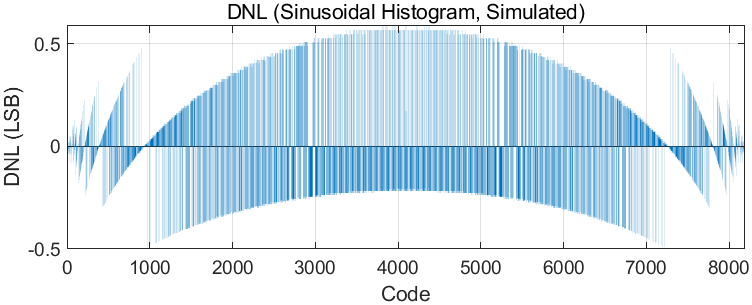 DNL (Sinusoidal Histogram, Simulated)
0.5
0
-0.5
DNL (LSB)
0 1000 2000 3000 4000 5000 6000 7000 8000
Code